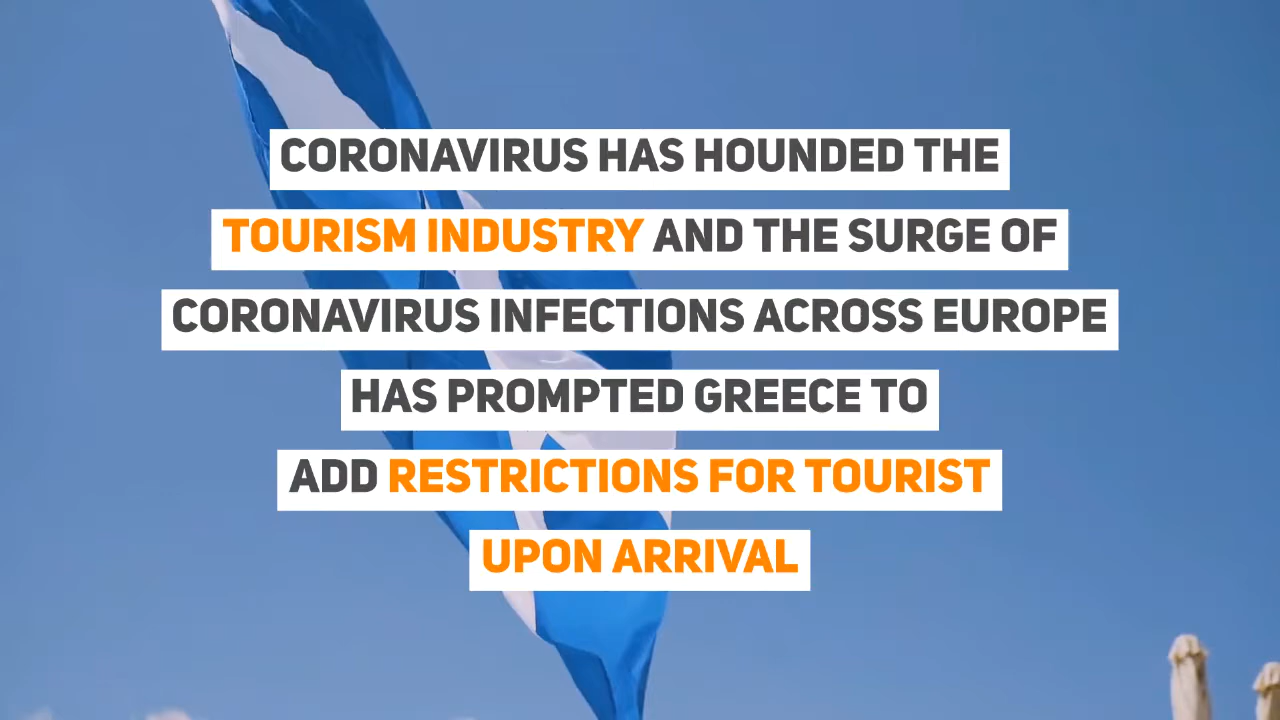 CORONAVIRUS HAS HOUNDED THE
TOURISM INDUSTRY AND THE SURGE OF
CORONAVIRUS INFECTIONS ACROSS EUROPE
HAS PROMPTED GREECE TO
ADD RESTRICTIONS FOR TOURIST
UPON ARRIVAL